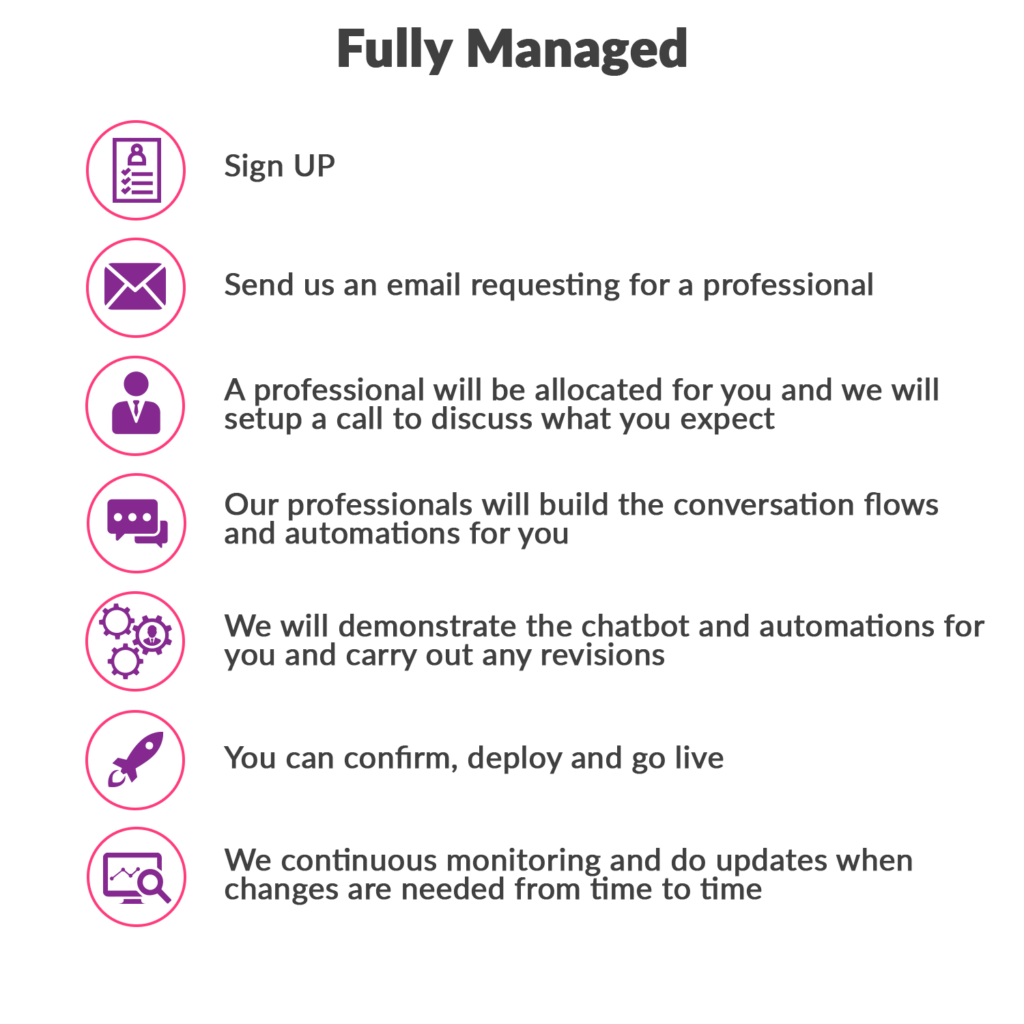 Fully Managed
Sign UP
Send us an email requesting for a professional
A professional will be allocated for you and we will
setup a call to discuss what you expect
Our professionals will build the conversation flows
and automations for you
We will demonstrate the chatbot and automations for
you and carry out any revisions
You can confirm, deploy and go live
We continuous monitoring and do updates when
changes are needed from time to time